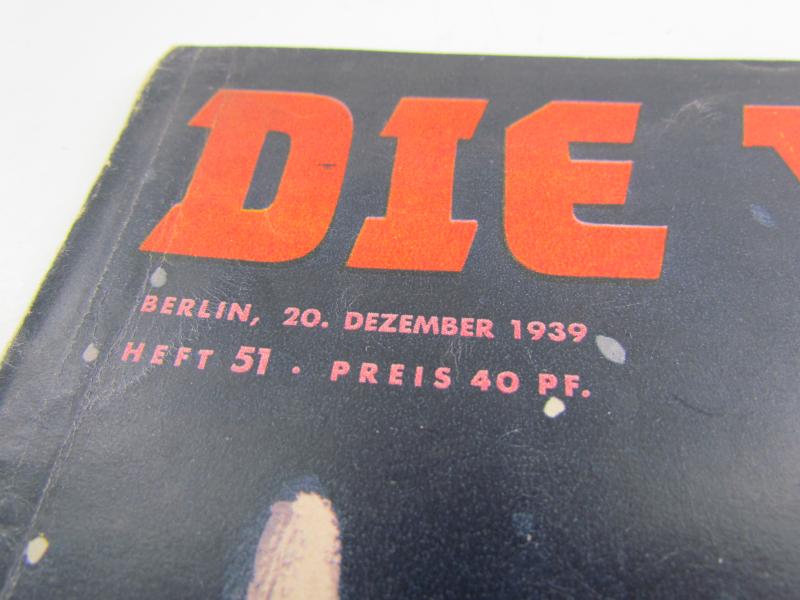 DIE
BERLIN, 20. DEZEMBER 1939
HEFT 51 · PREIS 40 PF.